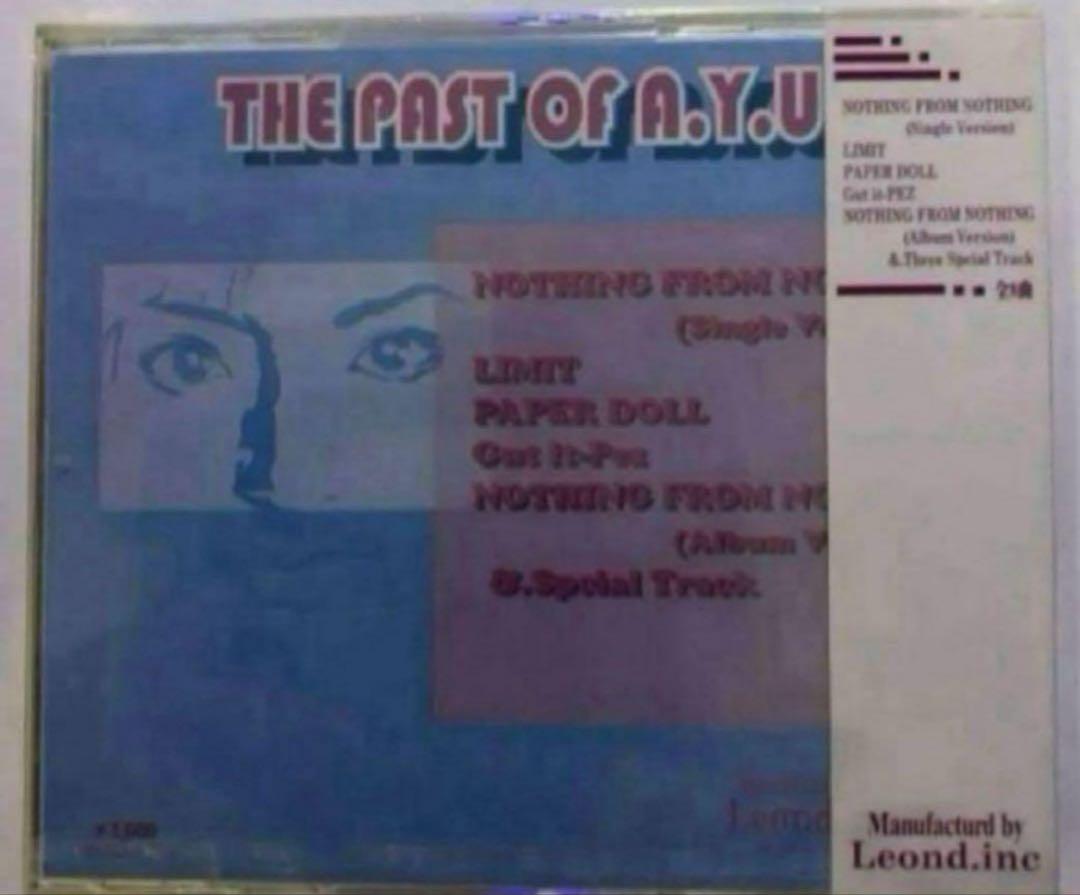 THE PAST OF A.Y.U
NOTHING FROM NO
(Single Ve
LIMIT
PAPER DOLL
Gut It-Pez
NOTHING FROM NO
(Album V
&.Spcial Track
Leond
NOTHING FROM NOTHING
(Single Version)
LIMIT
PAPER DOLL
Gut it-PEZ
NOTHING FROM NOTHING
(Album Version)
&.Three Spcial Track
Manufacturd by
Leond.inc